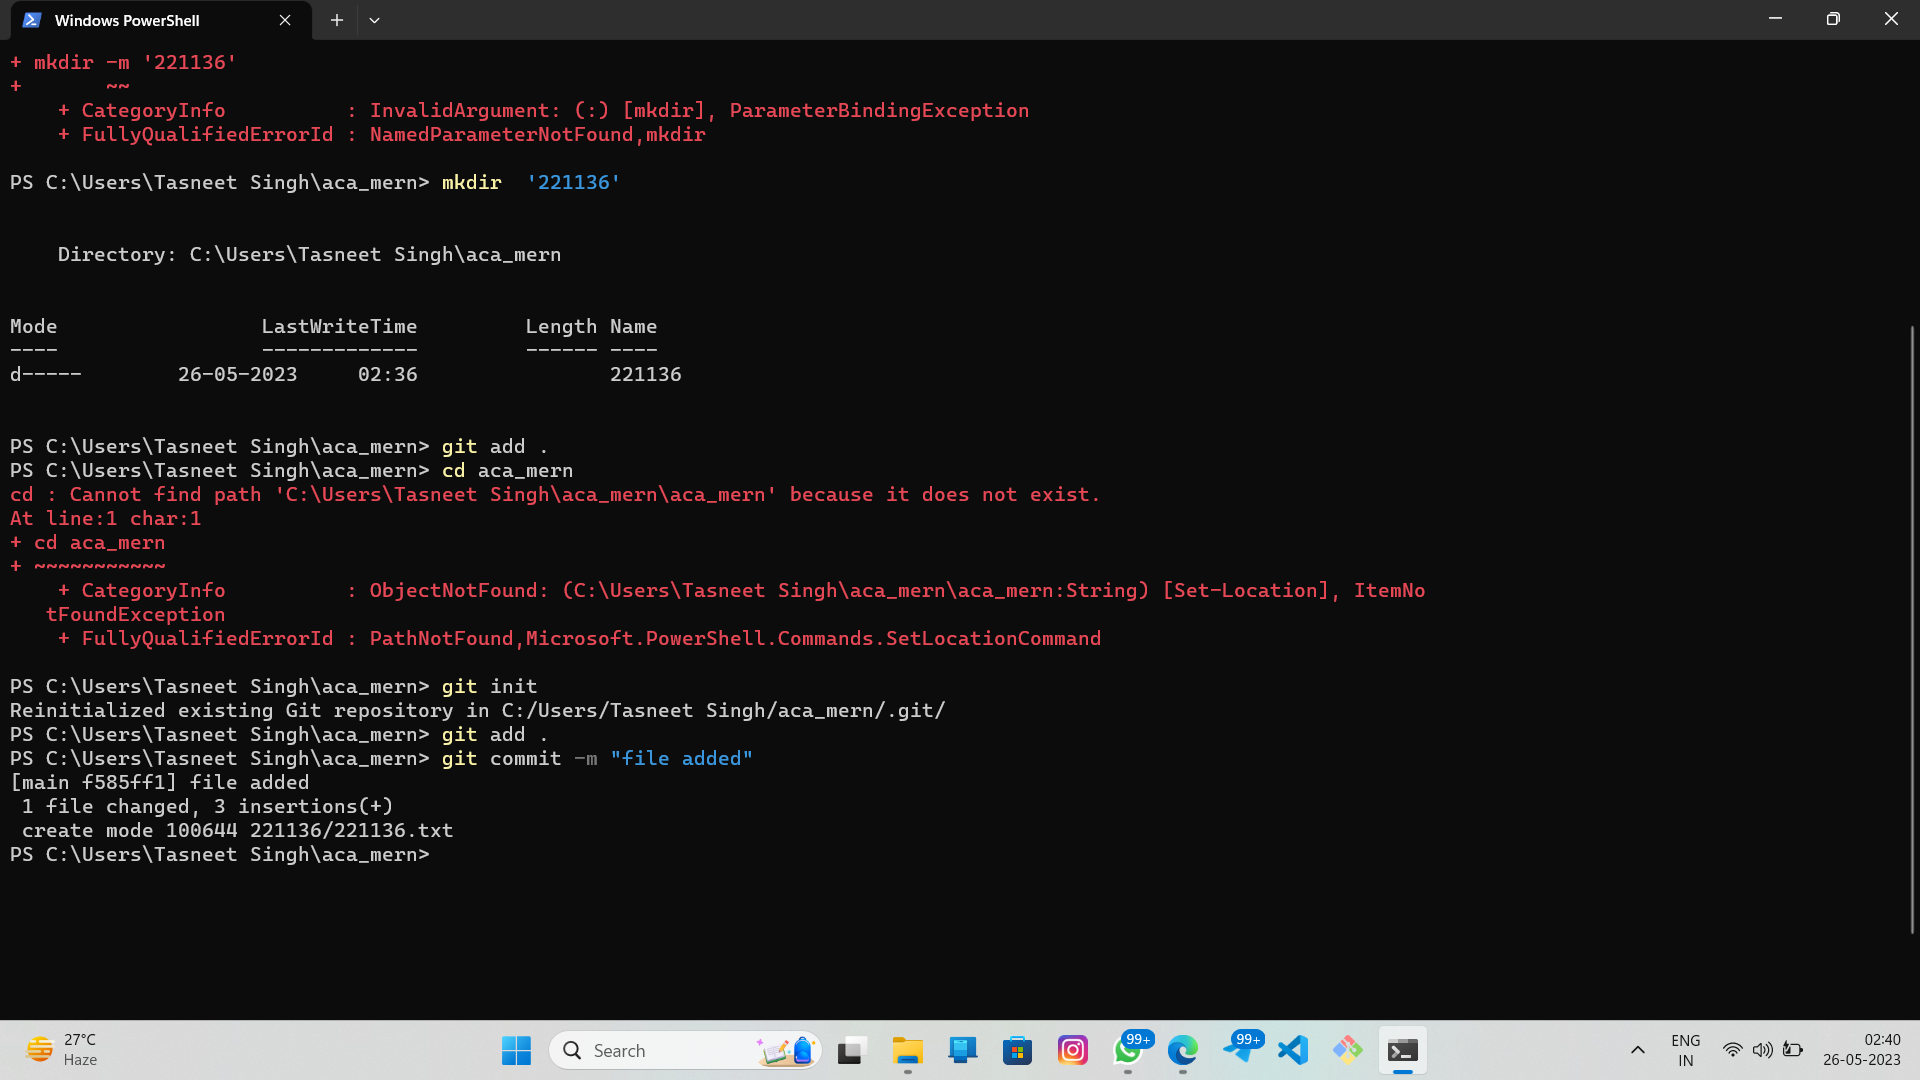 Windows PowerShell
+ mkdir -m '221136'
+       ~~
    + CategoryInfo          : InvalidArgument: (:) [mkdir], ParameterBindingException
    + FullyQualifiedErrorId : NamedParameterNotFound,mkdir
PS C:\Users\Tasneet Singh\aca_mern> mkdir  '221136'
    Directory: C:\Users\Tasneet Singh\aca_mern
Mode                 LastWriteTime         Length Name
----                 -------------         ------ ----
d-----        26-05-2023     02:36                221136
PS C:\Users\Tasneet Singh\aca_mern> git add .
PS C:\Users\Tasneet Singh\aca_mern> cd aca_mern
cd : Cannot find path 'C:\Users\Tasneet Singh\aca_mern\aca_mern' because it does not exist.
At line:1 char:1
+ cd aca_mern
+ ~~~~~~~~~~~
    + CategoryInfo          : ObjectNotFound: (C:\Users\Tasneet Singh\aca_mern\aca_mern:String) [Set-Location], ItemNo
   tFoundException
    + FullyQualifiedErrorId : PathNotFound,Microsoft.PowerShell.Commands.SetLocationCommand
PS C:\Users\Tasneet Singh\aca_mern> git init
Reinitialized existing Git repository in C:/Users/Tasneet Singh/aca_mern/.git/
PS C:\Users\Tasneet Singh\aca_mern> git add .
PS C:\Users\Tasneet Singh\aca_mern> git commit -m "file added"
[main f585ff1] file added
 1 file changed, 3 insertions(+)
 create mode 100644 221136/221136.txt
PS C:\Users\Tasneet Singh\aca_mern>
27°C
Haze
Search
99+
99+
ENG
IN
02:40
26-05-2023